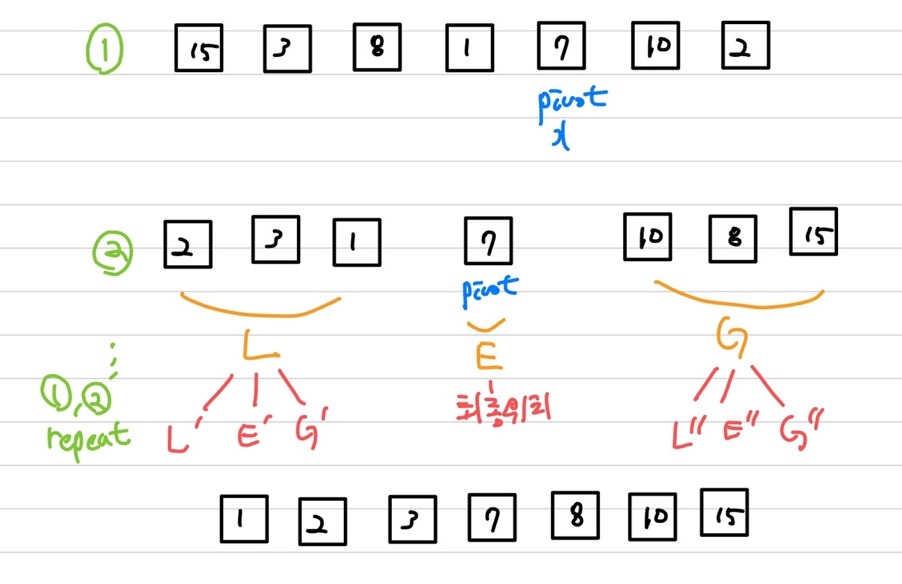 ① 15 3 8 1 7 10 2
pivot
x
② 2 3 1 7 10 8 15
pivot
L E G
①,② repeat
L' E' G' 최종위치 L'' E'' G''
1 2 3 7 8 10 15